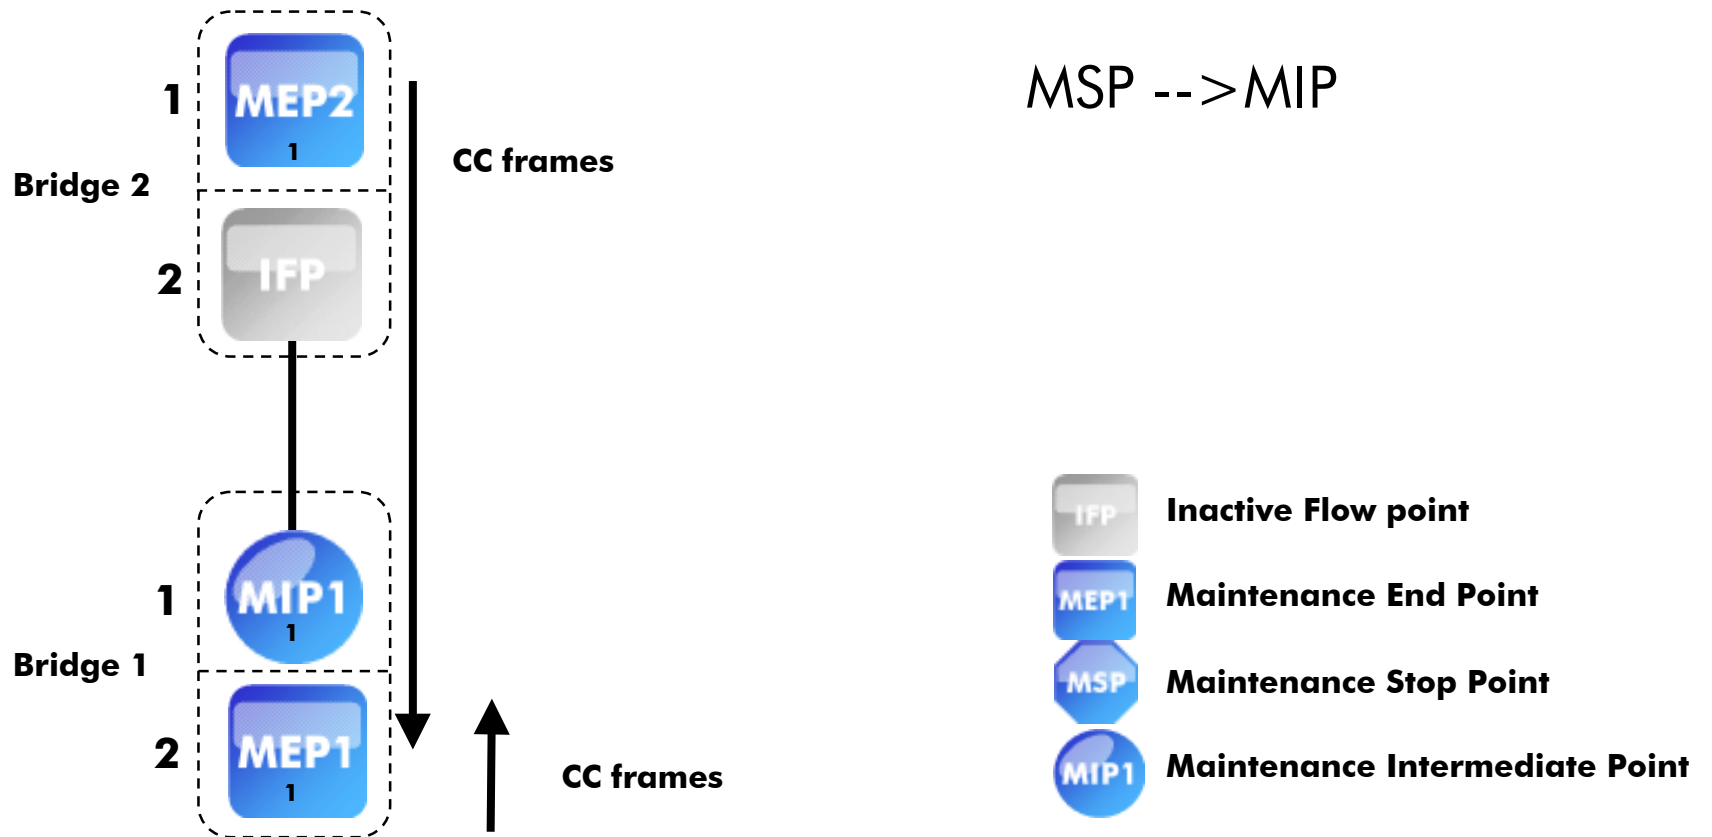 MSP -->MIP
1
MEP2
1
CC frames
Bridge 2
2
IFP
1
MIP1
1
Bridge 1
2
MEP1
1
CC frames
IFP
Inactive Flow point
MEP1
Maintenance End Point
MSP
Maintenance Stop Point
MIP1
Maintenance Intermediate Point